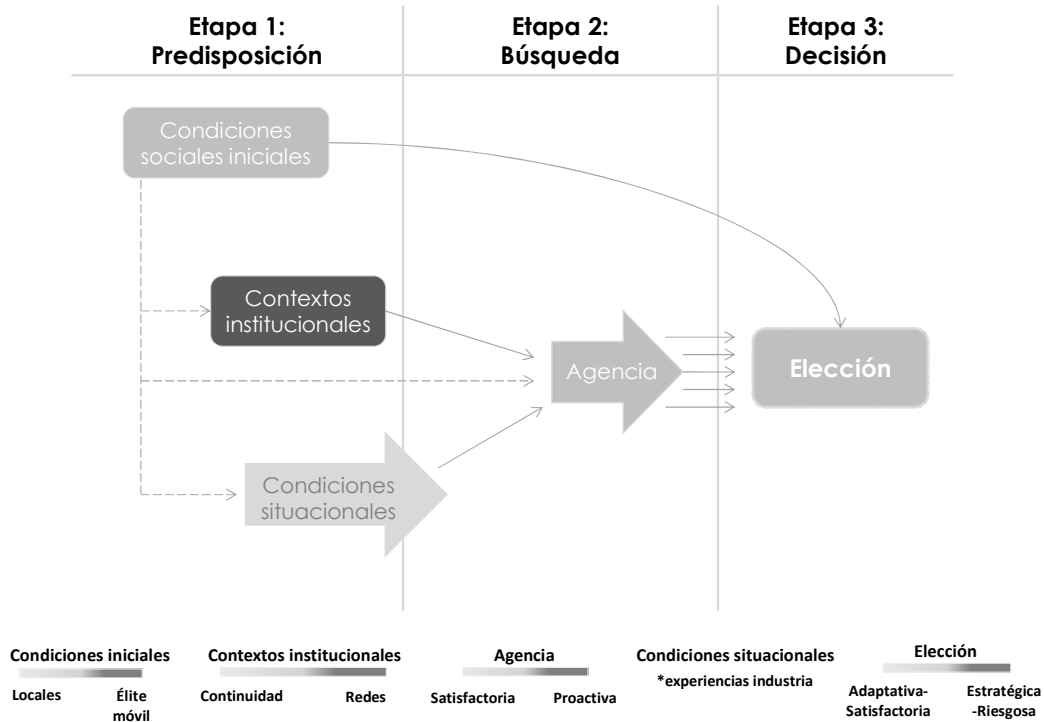 Etapa 1:
Predisposición
Etapa 2:
Búsqueda
Etapa 3:
Decisión
Condiciones
sociales iniciales
Contextos
institucionales
Agencia
Elección
Condiciones
situacionales
Condiciones iniciales
Locales
Élite
móvil
Contextos institucionales
Continuidad
Redes
Agencia
Satisfactoria
Proactiva
Condiciones situacionales
*experiencias industria
Elección
Adaptativa-
Satisfactoria
Estratégica
-Riesgosa